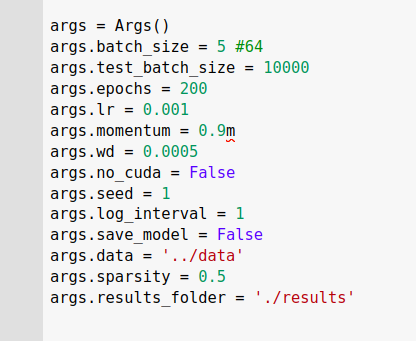 args = Args()
args.batch_size = 5 #64
args.test_batch_size = 10000
args.epochs = 200
args.lr = 0.001
args.momentum = 0.9m
args.wd = 0.0005
args.no_cuda = False
args.seed = 1
args.log_interval = 1
args.save_model = False
args.data = '../data'
args.sparsity = 0.5
args.results_folder = './results'